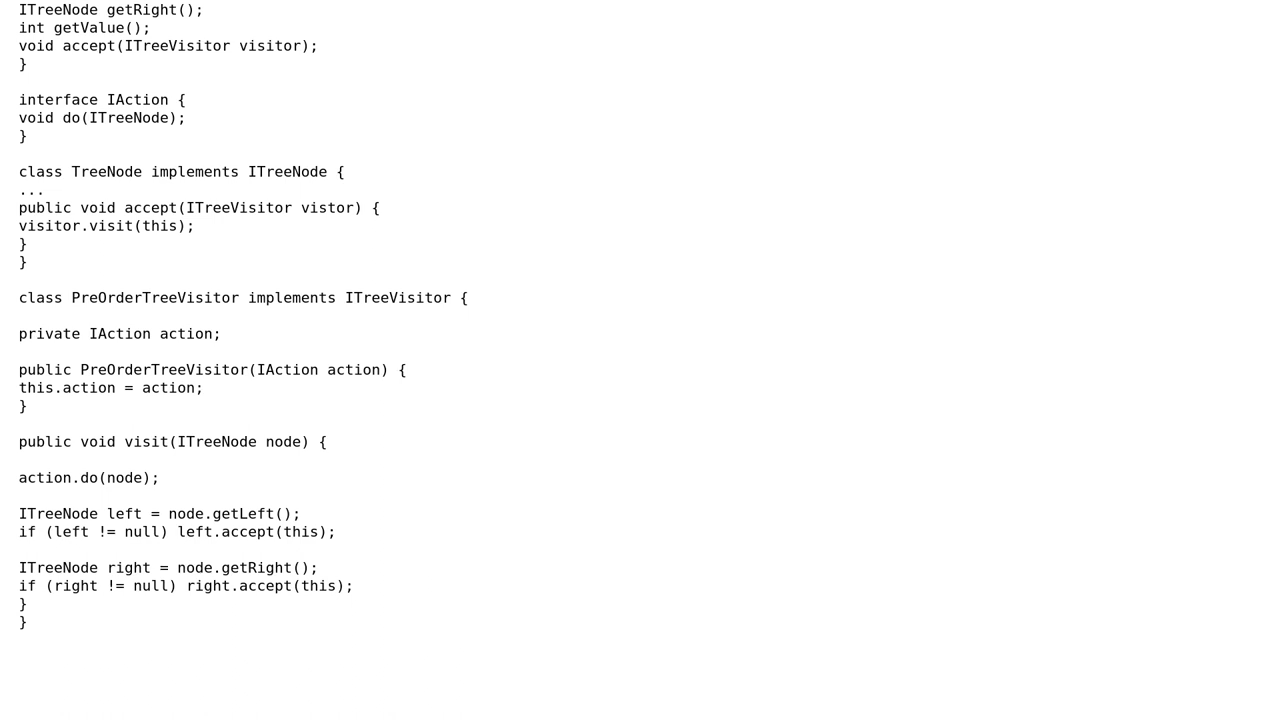 ITreeNode getRight();
int getValue();
void accept(ITreeVisitor visitor);
}

interface IAction {
void do(ITreeNode);
}

class TreeNode implements ITreeNode {
...
public void accept(ITreeVisitor vistor) {
visitor.visit(this);
}
}

class PreOrderTreeVisitor implements ITreeVisitor {

private IAction action;

public PreOrderTreeVisitor(IAction action) {
this.action = action;
}

public void visit(ITreeNode node) {

action.do(node);

ITreeNode left = node.getLeft();
if (left != null) left.accept(this);

ITreeNode right = node.getRight();
if (right != null) right.accept(this);
}
}